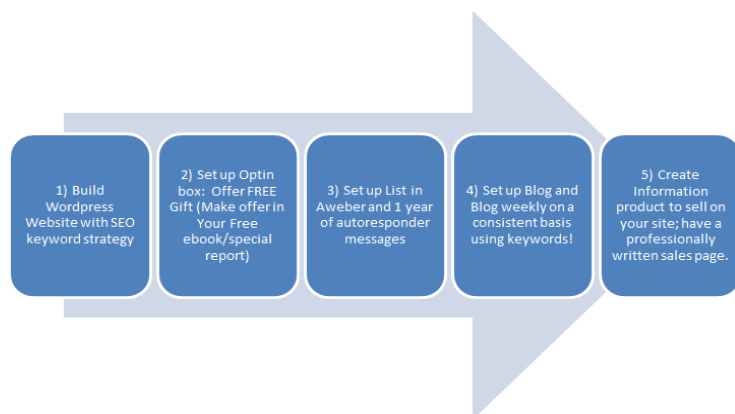 1) Build
Wordpress
Website with SEO
keyword strategy
2) Set up Optin
box: Offer FREE
Gift (Make offer in
Your Free
ebook/special
report)
3) Set up List in
Aweber and 1 year
of autoresponder
messages
4) Set up Blog and
Blog weekly on a
consistent basis
using keywords!
5) Create
Information
product to sell on
your site; have a
professionally
written sales page.